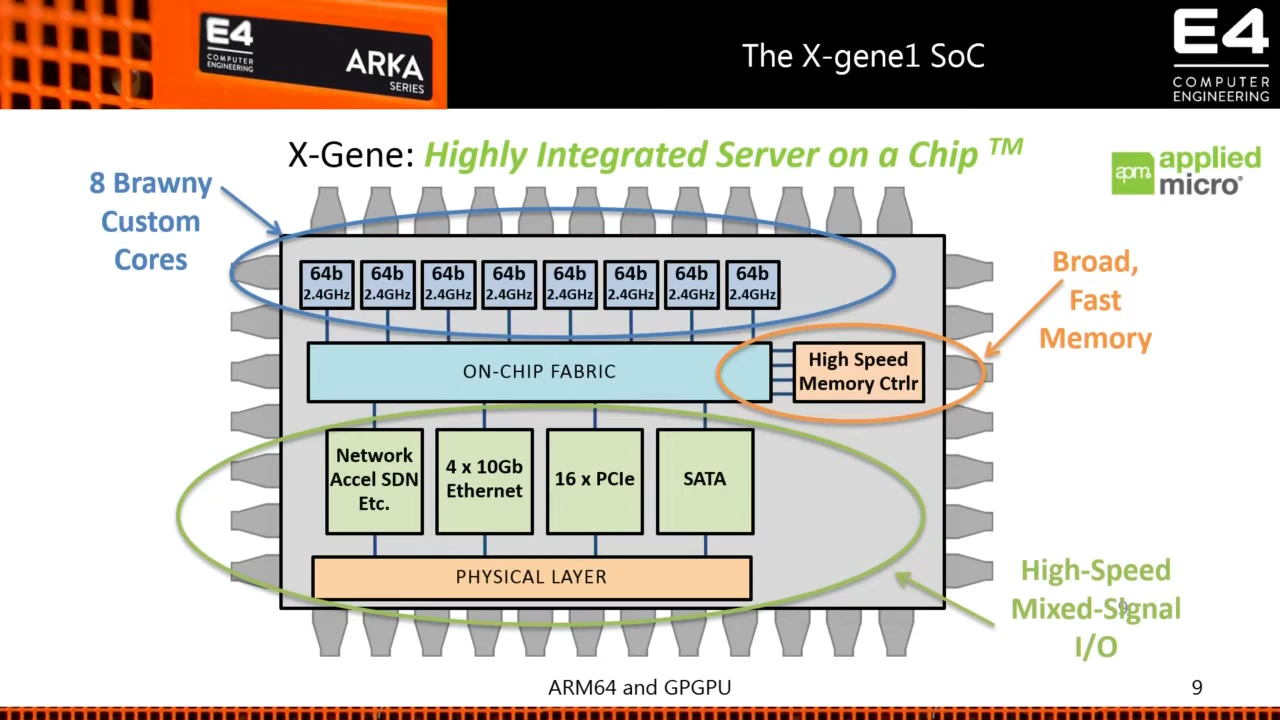 E4
COMPUTER
ENGINEERING
ARKA
SERIES
The X-gene1 SoC
E4
COMPUTER
ENGINEERING
X-Gene: Highly Integrated Server on a Chip TM
apm
applied
micro
8 Brawny
Custom
Cores
64b 64b 64b 64b 64b 64b 64b 64b
2.4GHz 2.4GHz 2.4GHz 2.4GHz 2.4GHz 2.4GHz 2.4GHz 2.4GHz
Broad,
Fast
Memory
ON-CHIP FABRIC
High Speed
Memory Ctrlr
Network
Accel SDN
Etc.
4 x 10Gb
Ethernet
16 x PCIe
SATA
PHYSICAL LAYER
High-Speed
Mixed-Signal
I/O
9
ARM64 and GPGPU
9